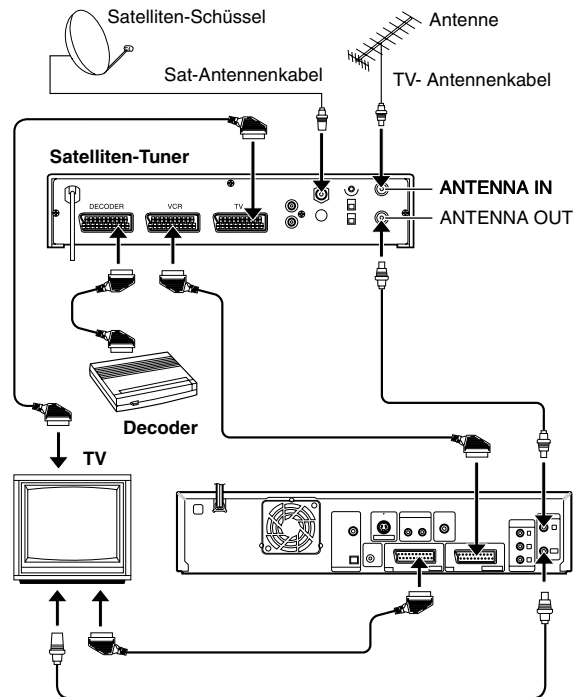 Satelliten-Schüssel
Antenne
Sat-Antennenkabel
TV- Antennenkabel
Satelliten-Tuner
ANTENNA IN
DECODER
VCR
TV
ANTENNA OUT
Decoder
TV